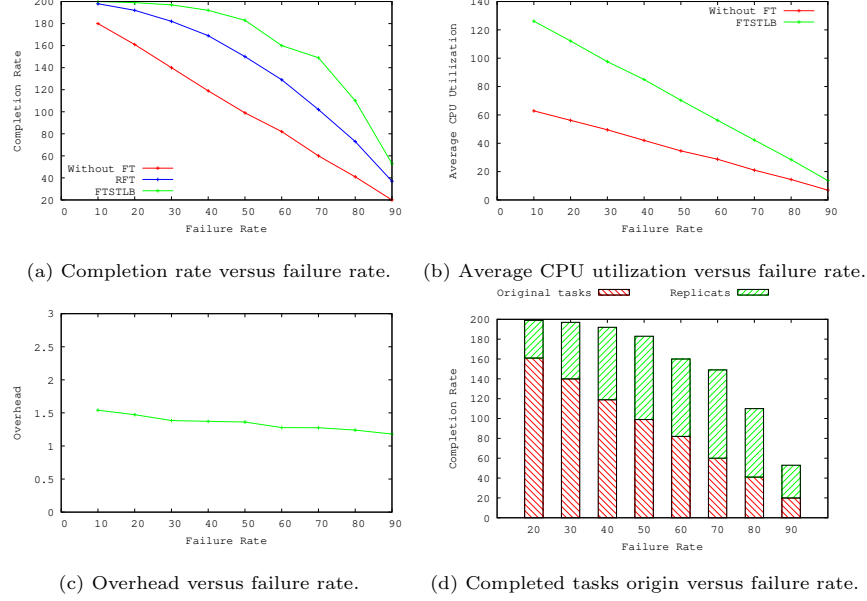 200
180
160
140
120
100
80
60
40
20
Completion Rate
Without FT
RFT
FTSTLB
0 10 20 30 40 50 60 70 80 90
Failure Rate
(a) Completion rate versus failure rate.
140
120
100
80
60
40
20
0
Average CPU Utilization
Without FT
FTSTLB
0 10 20 30 40 50 60 70 80 90
Failure Rate
(b) Average CPU utilization versus failure rate.
3
2.5
2
1.5
1
0.5
0
Overhead
0 10 20 30 40 50 60 70 80 90
Failure Rate
(c) Overhead versus failure rate.
Original tasks Replicats
200
180
160
140
120
100
80
60
40
20
0
Completion Rate
20 30 40 50 60 70 80 90
Failure Rate
(d) Completed tasks origin versus failure rate.